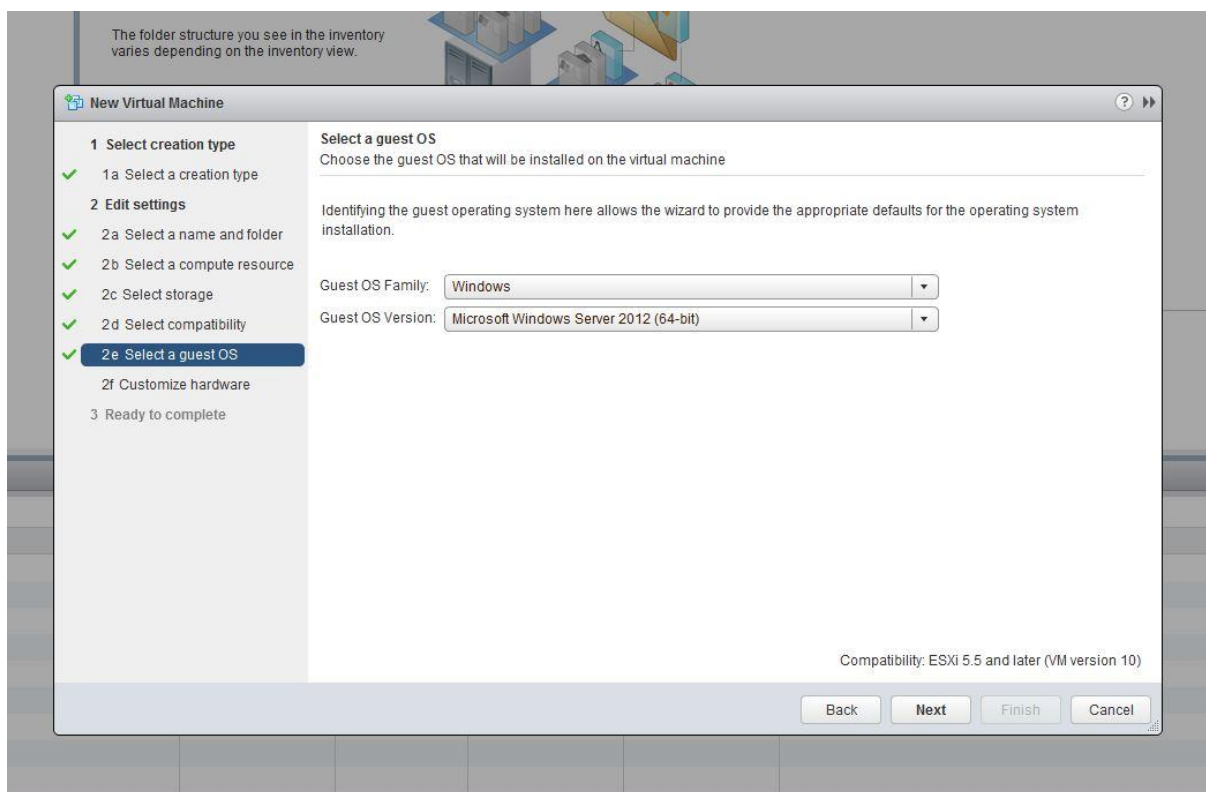 The folder structure you see in the inventory
varies depending on the inventory view.
New Virtual Machine
?
1 Select creation type
1a Select a creation type
2 Edit settings
2a Select a name and folder
2b Select a compute resource
2c Select storage
2d Select compatibility
2e Select a guest OS
2f Customize hardware
3 Ready to complete
Select a guest OS
Choose the guest OS that will be installed on the virtual machine
Identifying the guest operating system here allows the wizard to provide the appropriate defaults for the operating system
installation.
Guest OS Family: Windows
Guest OS Version: Microsoft Windows Server 2012 (64-bit)
Compatibility: ESXi 5.5 and later (VM version 10)
Back Next Finish Cancel